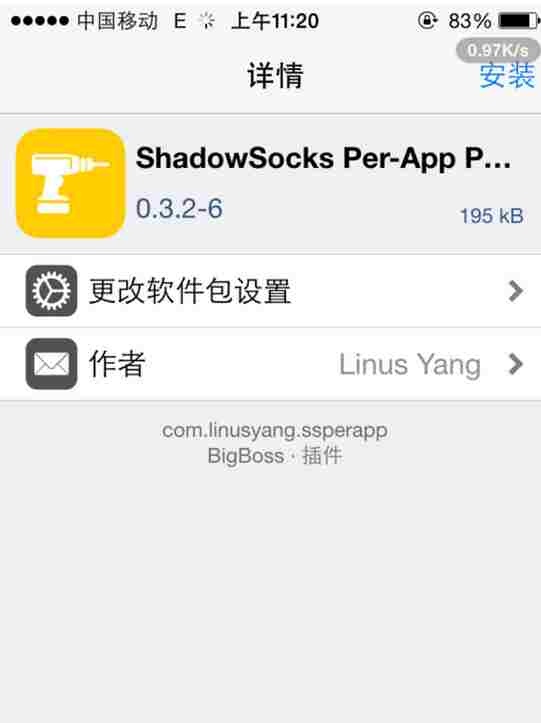 中国移动 E 上午11:20 83%
0.97K/s
详情 安装
ShadowSocks Per-App P...
0.3.2-6 195 kB
更改软件包设置
作者 Linus Yang
com.linusyang.ssperapp
BigBoss · 插件